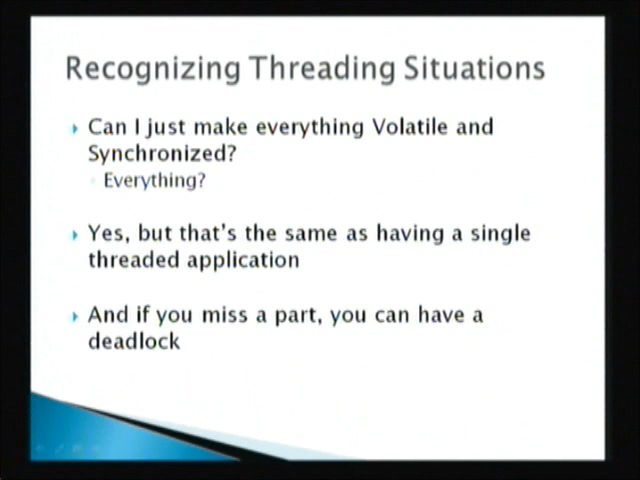 Recognizing Threading Situations
Can I just make everything Volatile and
Synchronized?
Everything?
Yes, but that's the same as having a single
threaded application
And if you miss a part, you can have a
deadlock